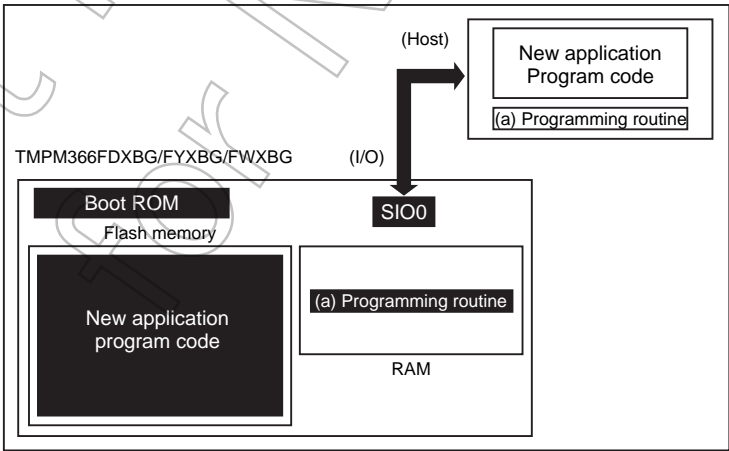 (Host)
New application
Program code
(a) Programming routine
TMPM366FDXBG/FYXBG/FWXBG
(I/O)
Boot ROM
SIO0
Flash memory
(a) Programming routine
New application
program code
RAM